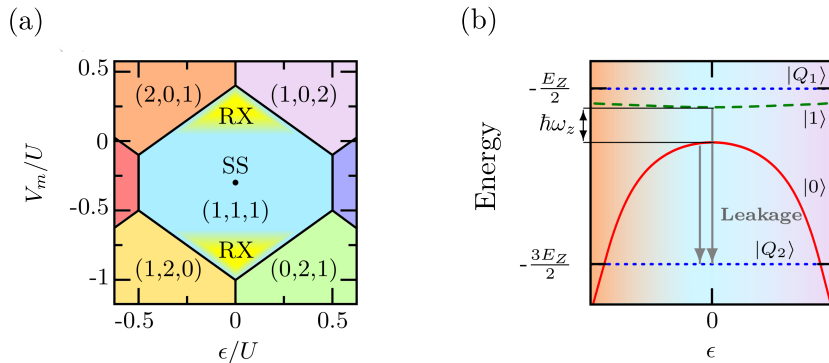 (a)
0.5
0
-0.5
-1
V_m/U
(2,0,1)
(1,0,2)
RX
SS
(1,1,1)
RX
(1,2,0)
(0,2,1)
-0.5
0
0.5
ϵ/U
(b)
Energy
-E_Z/2
ħω_z
-3E_Z/2
|Q_1⟩
|1⟩
|0⟩
Leakage
|Q_2⟩
0
ϵ